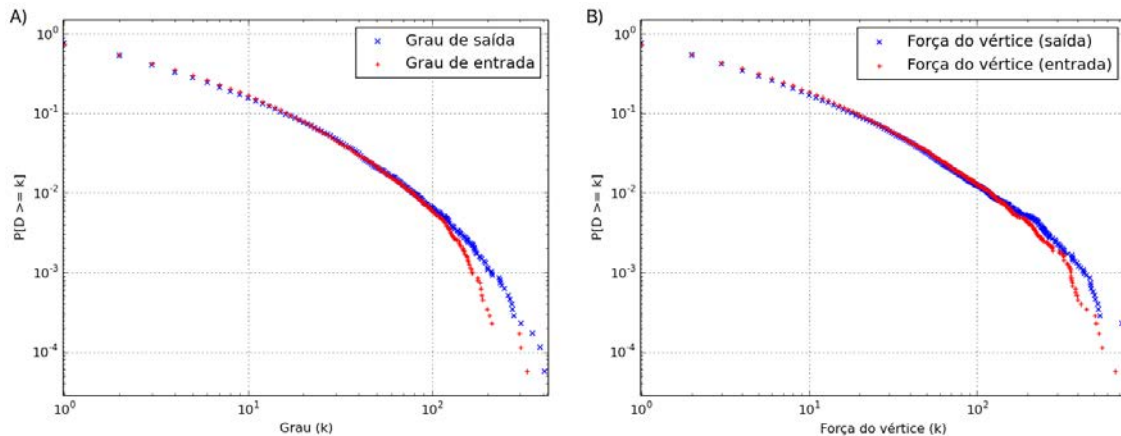 A)
10^0
10^-1
10^-2
10^-3
10^-4
P[D >= k]
× Grau de saída
+ Grau de entrada
10^0
10^1
10^2
Grau (k)
B)
10^0
10^-1
10^-2
10^-3
10^-4
P[D >= k]
× Força do vértice (saída)
+ Força do vértice (entrada)
10^0
10^1
10^2
Força do vértice (k)